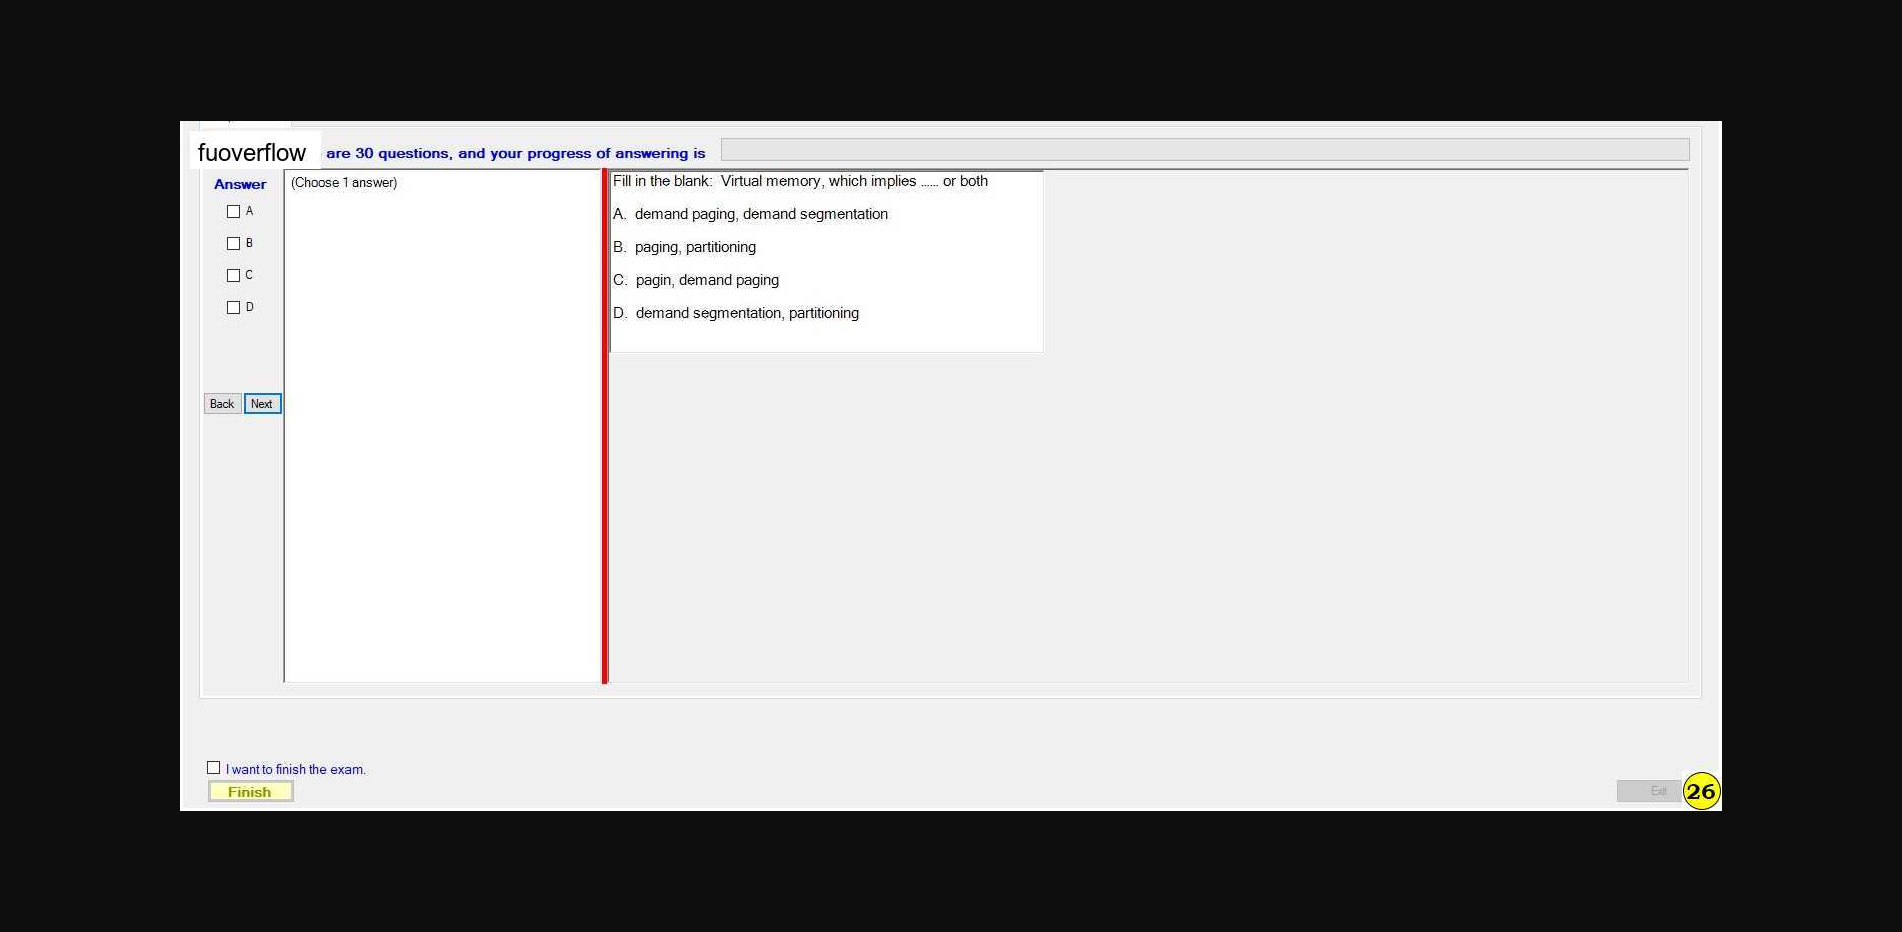 fuoverflow are 30 questions, and your progress of answering is
Answer
(Choose 1 answer)
A
B
C
D
Back Next
Fill in the blank:  Virtual memory, which implies ...... or both
A.  demand paging, demand segmentation
B.  paging, partitioning
C.  pagin, demand paging
D.  demand segmentation, partitioning
I want to finish the exam.
Finish
Exit
26